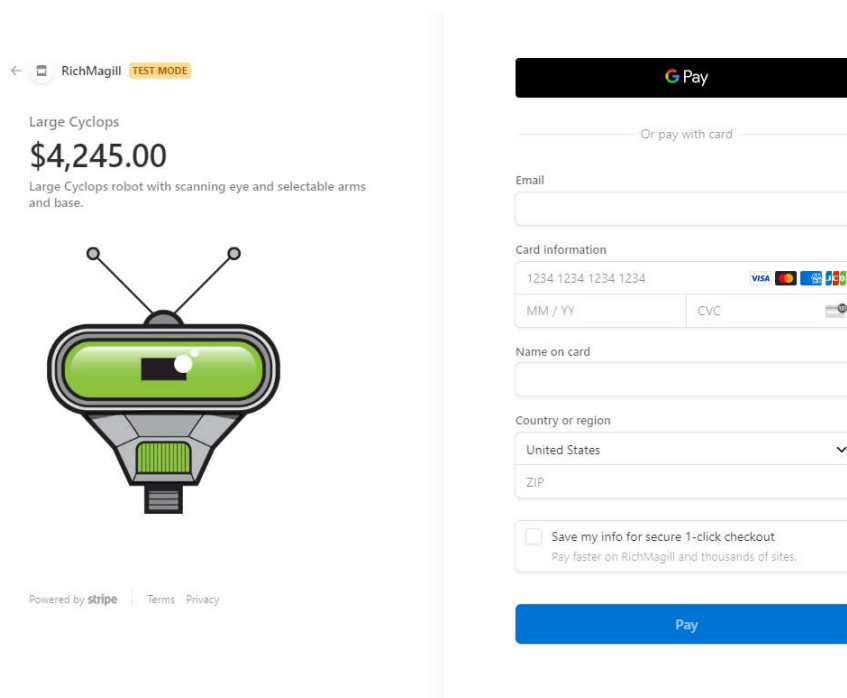 RichMagill TEST MODE
Large Cyclops
$4,245.00
Large Cyclops robot with scanning eye and selectable arms
and base.
Powered by stripe Terms Privacy
G Pay
Or pay with card
Email
Card information
1234 1234 1234 1234 VISA
MM / YY CVC
Name on card
Country or region
United States
ZIP
Save my info for secure 1-click checkout
Pay faster on RichMagill and thousands of sites.
Pay